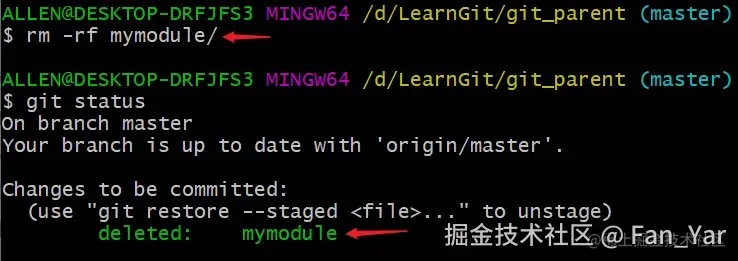 ALLEN@DESKTOP-DRFJFS3 MINGW64 /d/LearnGit/git_parent (master)
$ rm -rf mymodule/
ALLEN@DESKTOP-DRFJFS3 MINGW64 /d/LearnGit/git_parent (master)
$ git status
On branch master
Your branch is up to date with 'origin/master'.
Changes to be committed:
(use "git restore --staged <file>..." to unstage)
deleted: mymodule
掘金技术社区 @ Fan_Yar